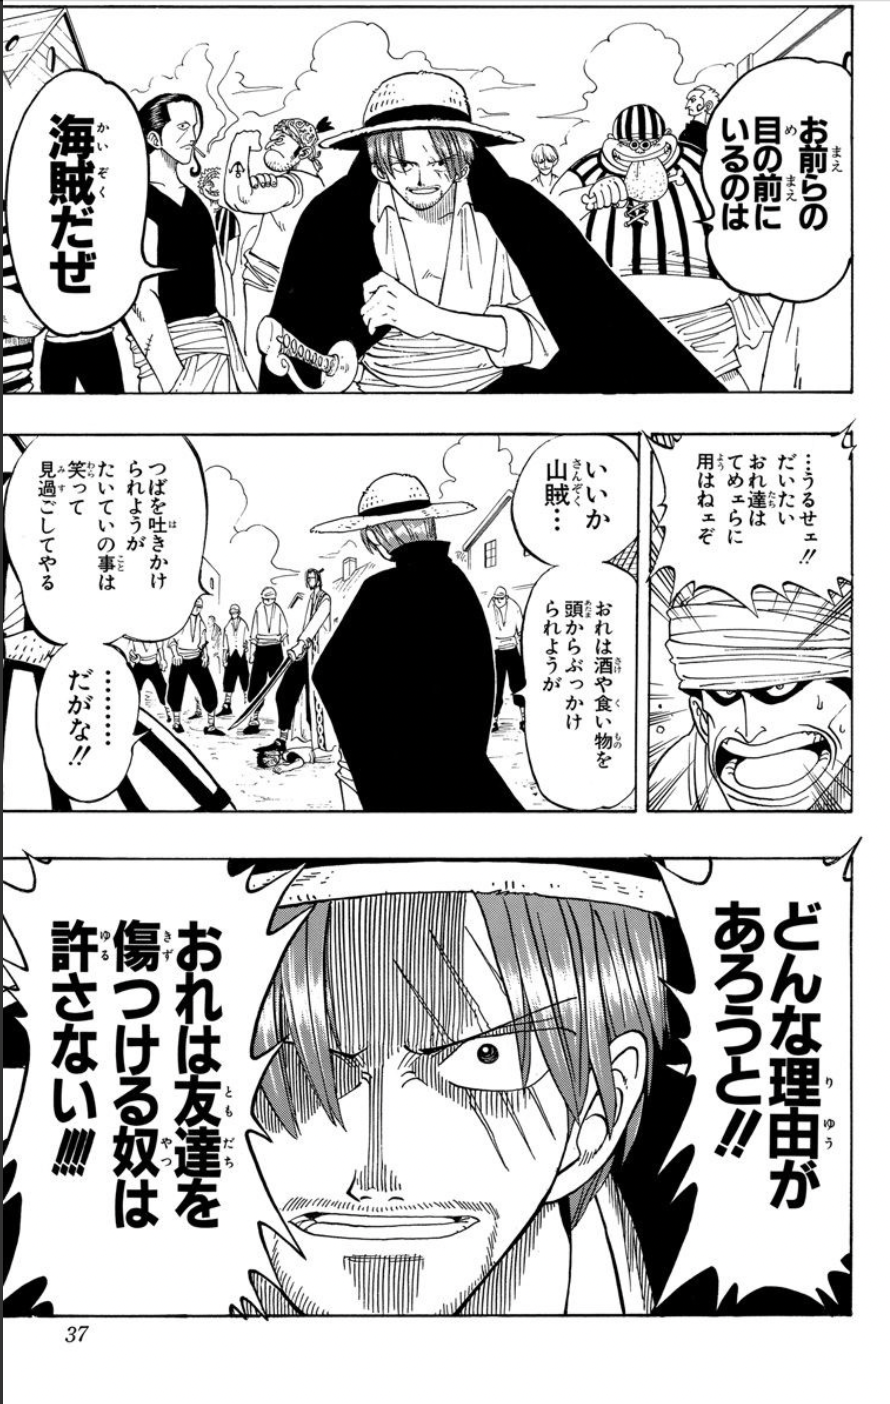 お前らの
目の前に
いるのは
海賊だぜ
…うるせェ!!
だいたい
おれ達は
てめェらに
用はねェぞ
いいか
山賊…
おれは酒や食い物を
頭からぶっかけ
られようが
つばを吐きかけ
られようが
たいていの事は
笑って
見過ごしてやる
………
だがな!!
どんな理由が
あろうと!!
おれは友達を
傷つける奴は
許さない!!!!
37